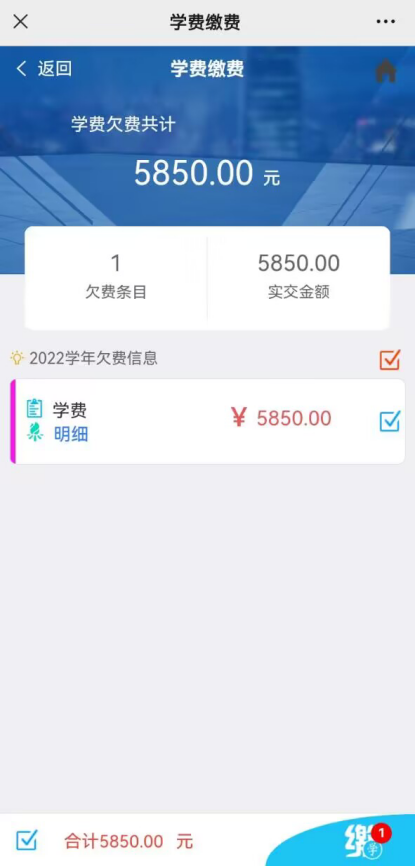 学费缴费
返回
学费缴费
学费欠费共计
5850.00 元
1
5850.00
欠费条目
实交金额
2022学年欠费信息
学费
¥ 5850.00
明细
合计5850.00 元
缴
1